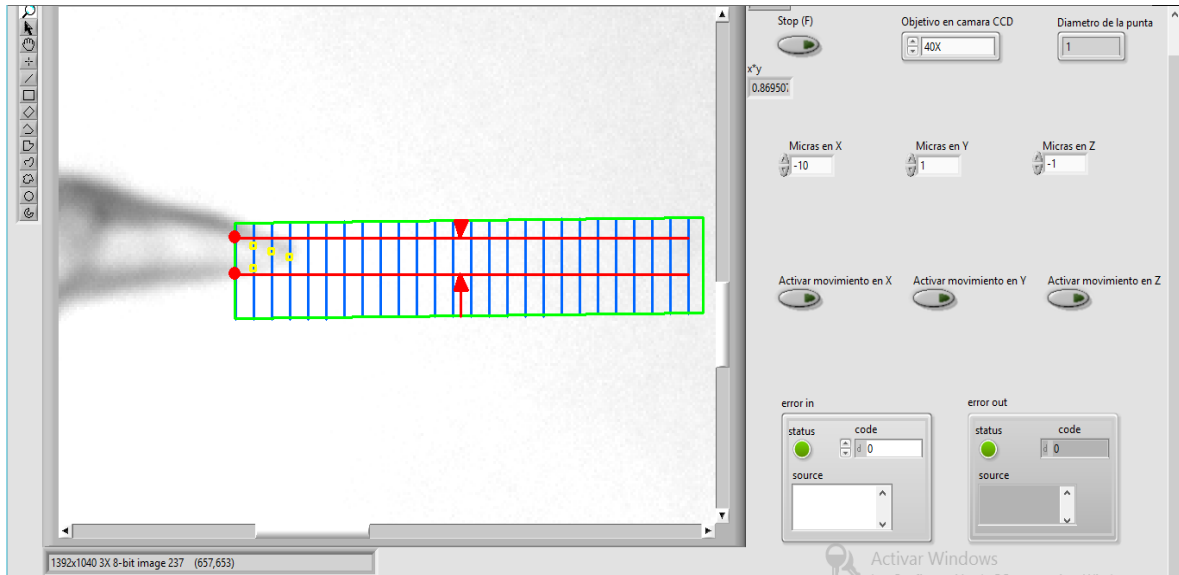 Stop (F)
Objetivo en camara CCD
Diametro de la punta
40X
1
x*y
0.86950
Micras en X
Micras en Y
Micras en Z
-10
1
-1
Activar movimiento en X
Activar movimiento en Y
Activar movimiento en Z
error in
error out
status
code
status
code
d 0
d 0
source
source
1392x1040 3X 8-bit image 237 (657,653)
Activar Windows